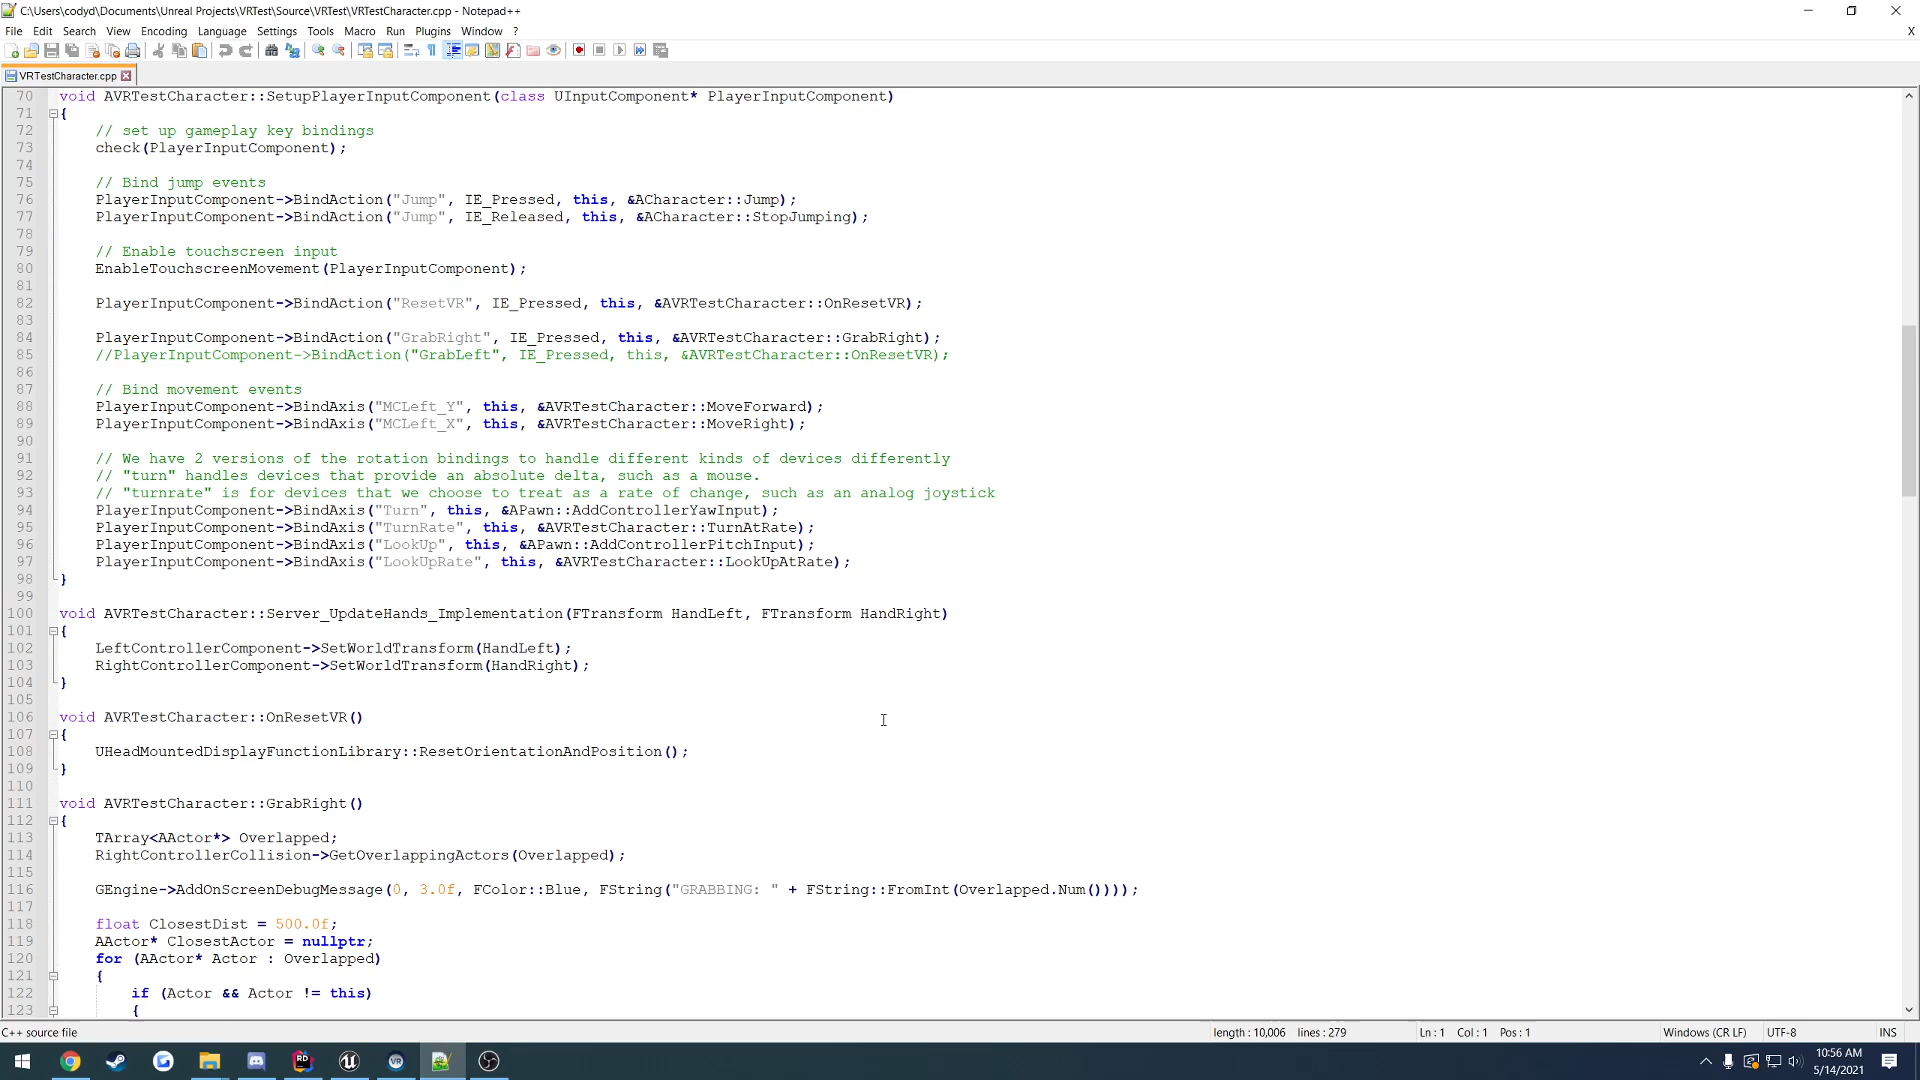 C:\Users\codyd\Documents\Unreal Projects\VRTest\Source\VRTest\VRTestCharacter.cpp - Notepad++
File Edit Search View Encoding Language Settings Tools Macro Run Plugins Window ? X
VRTestCharacter.cpp
70 void AVRTestCharacter::SetupPlayerInputComponent(class UInputComponent* PlayerInputComponent)
71 {
72 // set up gameplay key bindings
73 check(PlayerInputComponent);
74
75 // Bind jump events
76 PlayerInputComponent->BindAction("Jump", IE_Pressed, this, &ACharacter::Jump);
77 PlayerInputComponent->BindAction("Jump", IE_Released, this, &ACharacter::StopJumping);
78
79 // Enable touchscreen input
80 EnableTouchscreenMovement(PlayerInputComponent);
81
82 PlayerInputComponent->BindAction("ResetVR", IE_Pressed, this, &AVRTestCharacter::OnResetVR);
83
84 PlayerInputComponent->BindAction("GrabRight", IE_Pressed, this, &AVRTestCharacter::GrabRight);
85 //PlayerInputComponent->BindAction("GrabLeft", IE_Pressed, this, &AVRTestCharacter::OnResetVR);
86
87 // Bind movement events
88 PlayerInputComponent->BindAxis("MCLeft_Y", this, &AVRTestCharacter::MoveForward);
89 PlayerInputComponent->BindAxis("MCLeft_X", this, &AVRTestCharacter::MoveRight);
90
91 // We have 2 versions of the rotation bindings to handle different kinds of devices differently
92 // "turn" handles devices that provide an absolute delta, such as a mouse.
93 // "turnrate" is for devices that we choose to treat as a rate of change, such as an analog joystick
94 PlayerInputComponent->BindAxis("Turn", this, &APawn::AddControllerYawInput);
95 PlayerInputComponent->BindAxis("TurnRate", this, &AVRTestCharacter::TurnAtRate);
96 PlayerInputComponent->BindAxis("LookUp", this, &APawn::AddControllerPitchInput);
97 PlayerInputComponent->BindAxis("LookUpRate", this, &AVRTestCharacter::LookUpAtRate);
98 }
99
100 void AVRTestCharacter::Server_UpdateHands_Implementation(FTransform HandLeft, FTransform HandRight)
101 {
102 LeftControllerComponent->SetWorldTransform(HandLeft);
103 RightControllerComponent->SetWorldTransform(HandRight);
104 }
105
106 void AVRTestCharacter::OnResetVR()
107 {
108 UHeadMountedDisplayFunctionLibrary::ResetOrientationAndPosition();
109 }
110
111 void AVRTestCharacter::GrabRight()
112 {
113 TArray<AActor*> Overlapped;
114 RightControllerCollision->GetOverlappingActors(Overlapped);
115
116 GEngine->AddOnScreenDebugMessage(0, 3.0f, FColor::Blue, FString("GRABBING: " + FString::FromInt(Overlapped.Num())));
117
118 float ClosestDist = 500.0f;
119 AActor* ClosestActor = nullptr;
120 for (AActor* Actor : Overlapped)
121 {
122 if (Actor && Actor != this)
123 {
C++ source file length : 10,006 lines : 279 Ln : 1 Col : 1 Pos : 1 Windows (CR LF) UTF-8 INS
10:56 AM
5/14/2021